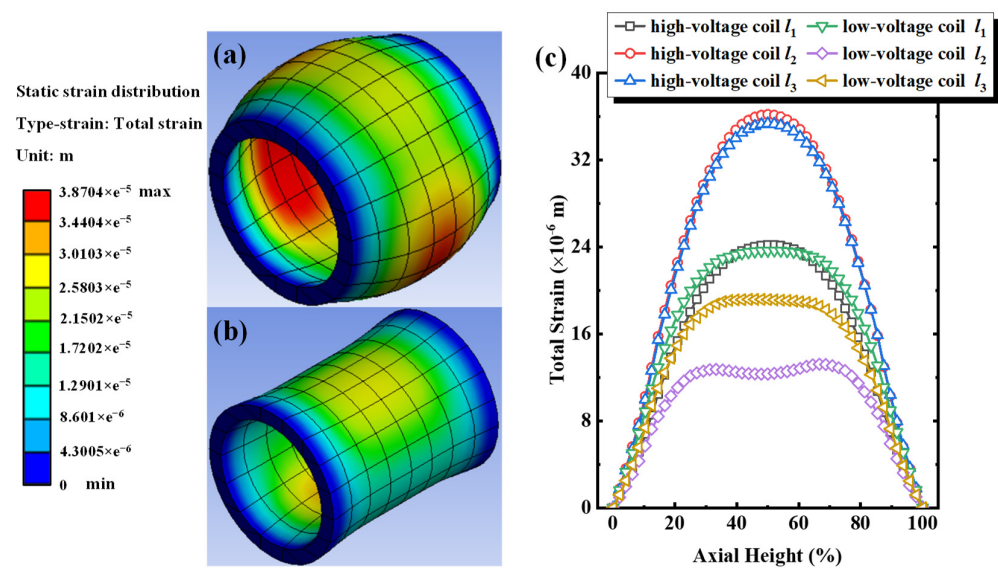 Static strain distribution
Type-strain: Total strain
Unit: m
3.8704×e⁻⁵ max
3.4404×e⁻⁵
3.0103×e⁻⁵
2.5803×e⁻⁵
2.1502×e⁻⁵
1.7202×e⁻⁵
1.2901×e⁻⁵
8.601×e⁻⁶
4.3005×e⁻⁶
0 min
(a)
(b)
(c)
high-voltage coil l₁
low-voltage coil l₁
high-voltage coil l₂
low-voltage coil l₂
high-voltage coil l₃
low-voltage coil l₃
40
32
24
16
8
0
Total Strain (×10⁻⁶ m)
0 20 40 60 80 100
Axial Height (%)